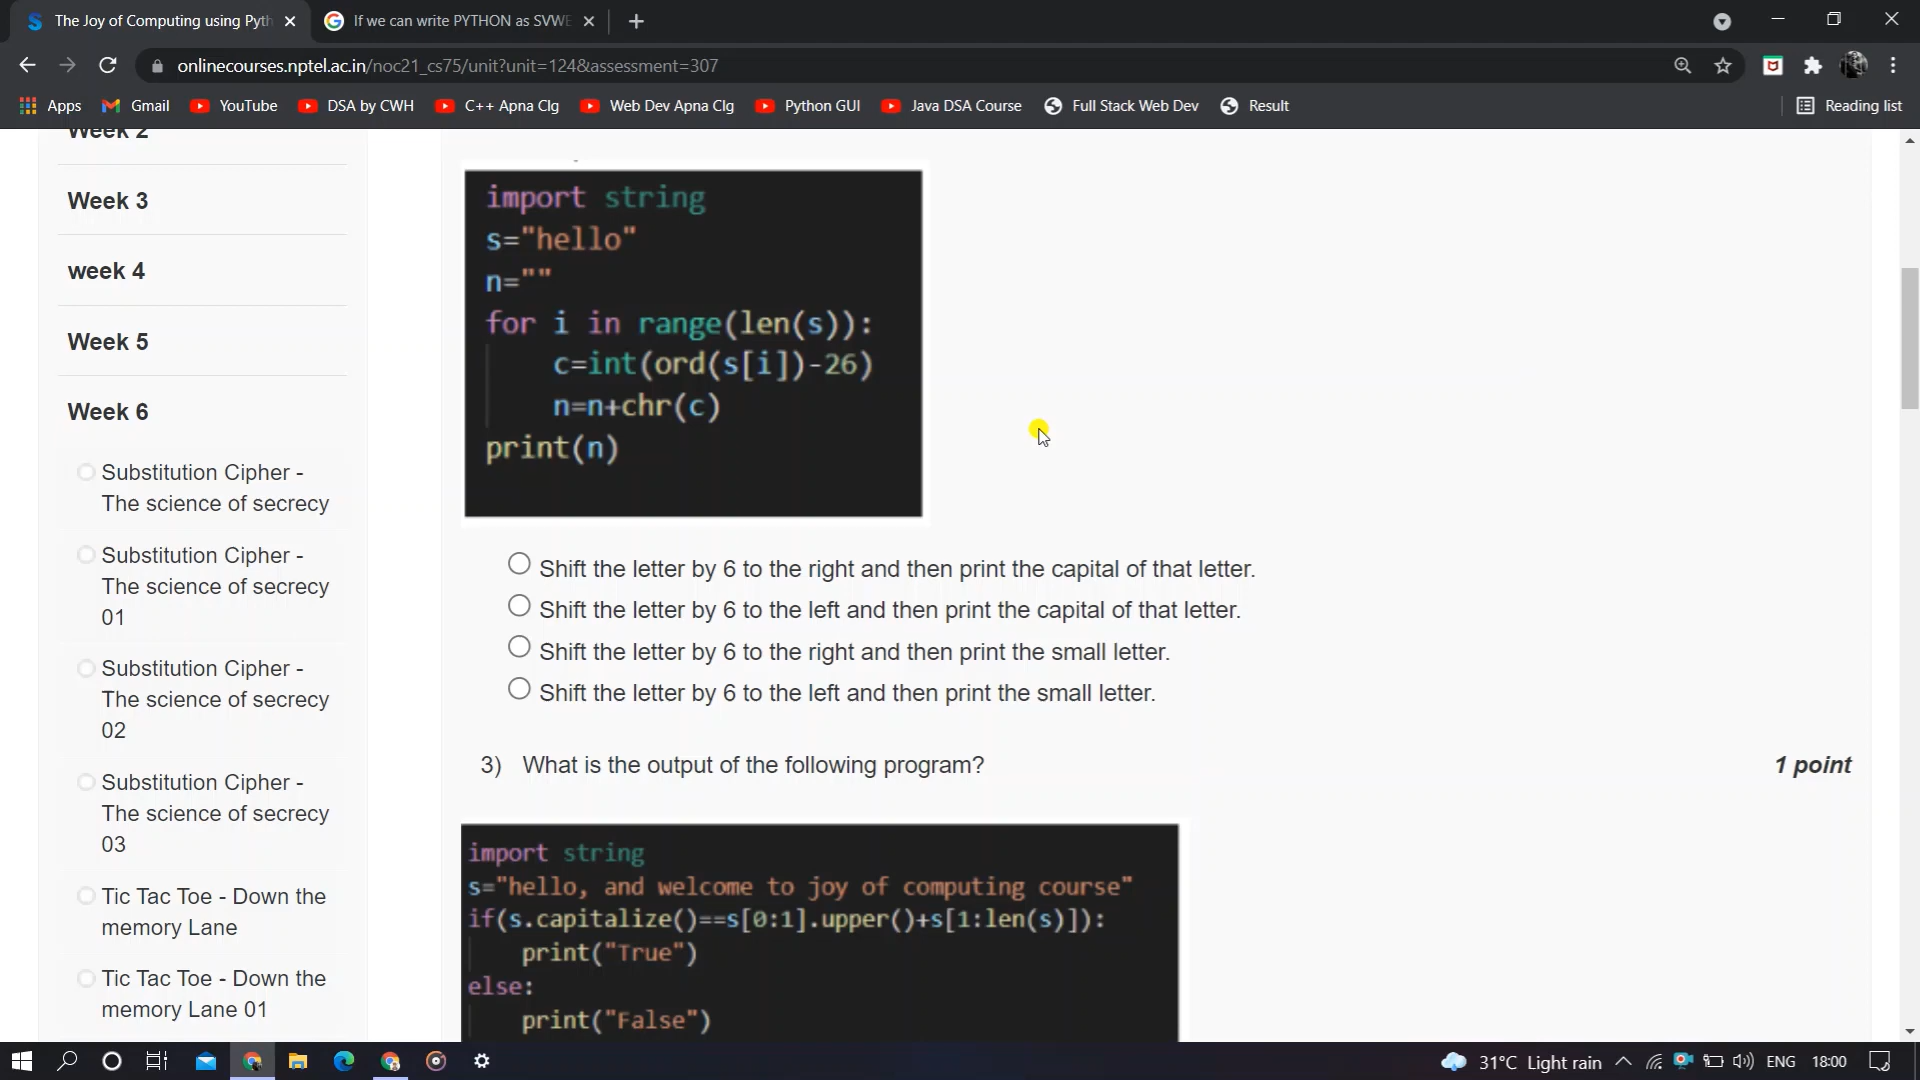 The Joy of Computing using Pyth
If we can write PYTHON as SVWE
onlinecourses.nptel.ac.in/noc21_cs75/unit?unit=124&assessment=307
Apps
Gmail
YouTube
DSA by CWH
C++ Apna Clg
Web Dev Apna Clg
Python GUI
Java DSA Course
Full Stack Web Dev
Result
Reading list
Week 2
Week 3
week 4
Week 5
Week 6
Substitution Cipher -
The science of secrecy
Substitution Cipher -
The science of secrecy
01
Substitution Cipher -
The science of secrecy
02
Substitution Cipher -
The science of secrecy
03
Tic Tac Toe - Down the
memory Lane
Tic Tac Toe - Down the
memory Lane 01
import string
s="hello"
n=""
for i in range(len(s)):
c=int(ord(s[i])-26)
n=n+chr(c)
print(n)
Shift the letter by 6 to the right and then print the capital of that letter.
Shift the letter by 6 to the left and then print the capital of that letter.
Shift the letter by 6 to the right and then print the small letter.
Shift the letter by 6 to the left and then print the small letter.
3) What is the output of the following program?
1 point
import string
s="hello, and welcome to joy of computing course"
if(s.capitalize()==s[0:1].upper()+s[1:len(s)]):
print("True")
else:
print("False")
31°C Light rain
ENG
18:00